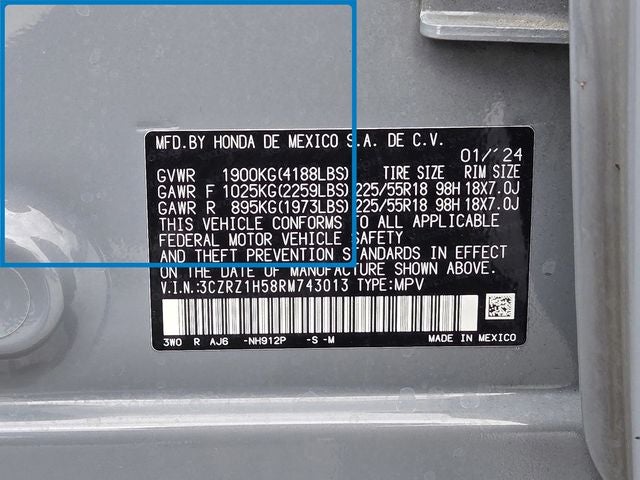 MFD.BY HONDA DE MEXICO S.A. DE C.V.
01/'24
GVWR 1900KG(4188LBS) TIRE SIZE RIM SIZE
GAWR F 1025KG(2259LBS) 225/55R18 98H 18X7.0J
GAWR R 895KG(1973LBS) 225/55R18 98H 18X7.0J
THIS VEHICLE CONFORMS TO ALL APPLICABLE
FEDERAL MOTOR VEHICLE SAFETY
AND THEFT PREVENTION STANDARDS IN EFFECT
ON THE DATE OF MANUFACTURE SHOWN ABOVE.
V.I.N.:3CZRZ1H58RM743013 TYPE:MPV
3W0 R AJ6 -NH912P -S -M MADE IN MEXICO